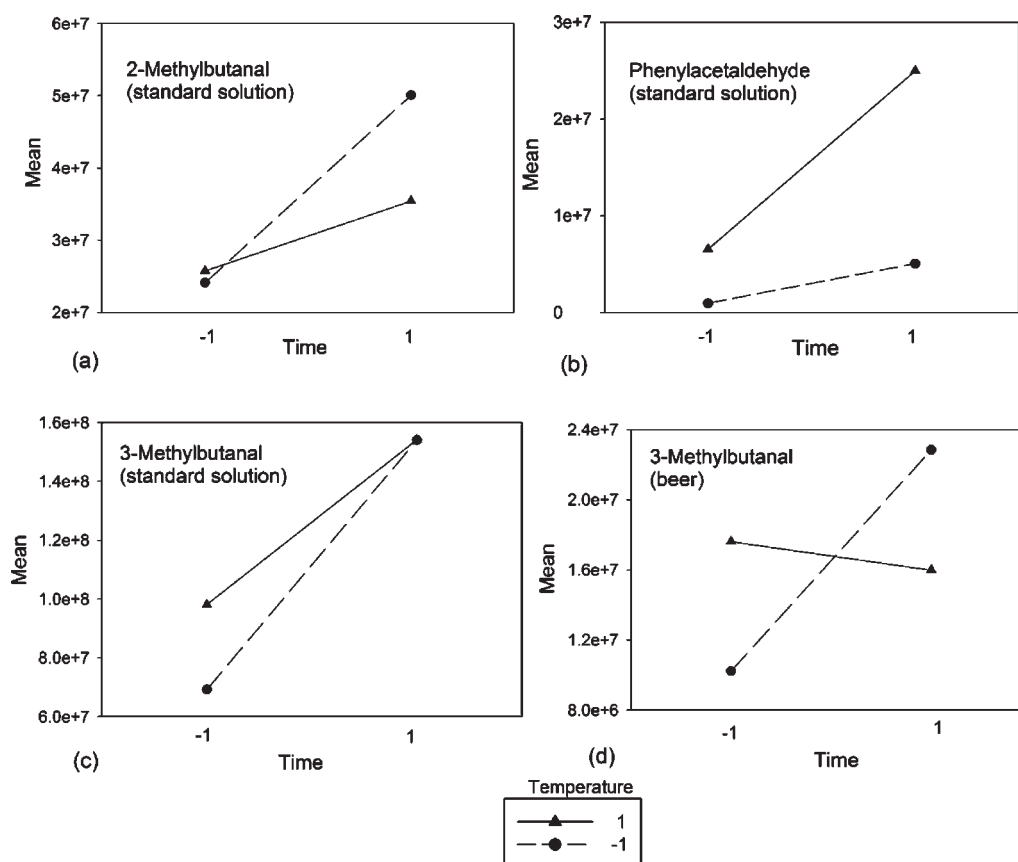 6e+7
2-Methylbutanal
(standard solution)
5e+7
Mean
4e+7
3e+7
2e+7
-1
1
Time
(a)
3e+7
Phenylacetaldehyde
(standard solution)
2e+7
Mean
1e+7
0
-1
1
Time
(b)
1.6e+8
3-Methylbutanal
(standard solution)
1.4e+8
1.2e+8
Mean
1.0e+8
8.0e+7
6.0e+7
-1
1
Time
(c)
2.4e+7
3-Methylbutanal
(beer)
2.0e+7
Mean
1.6e+7
1.2e+7
8.0e+6
-1
1
Time
(d)
Temperature
1
-1